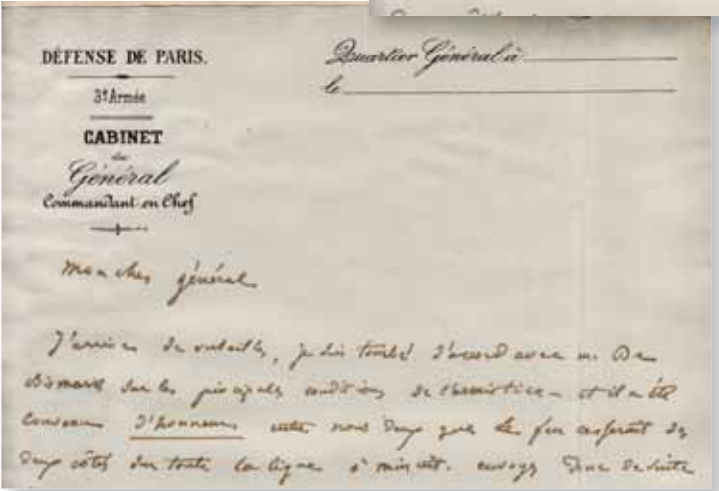 DÉFENSE DE PARIS.
3e Armée
CABINET
du
Général
Commandant en Chef
Quartier Général à
le
Mon cher général
J'arrive de versailles, je suis tombé d'accord avec m. De
Bismarck sur les principales conditions de l'armistice - et il a été
convenu d'honneur entre nous deux que le feu cesserait des
deux côtés sur toute la ligne à minuit. envoyez donc de suite